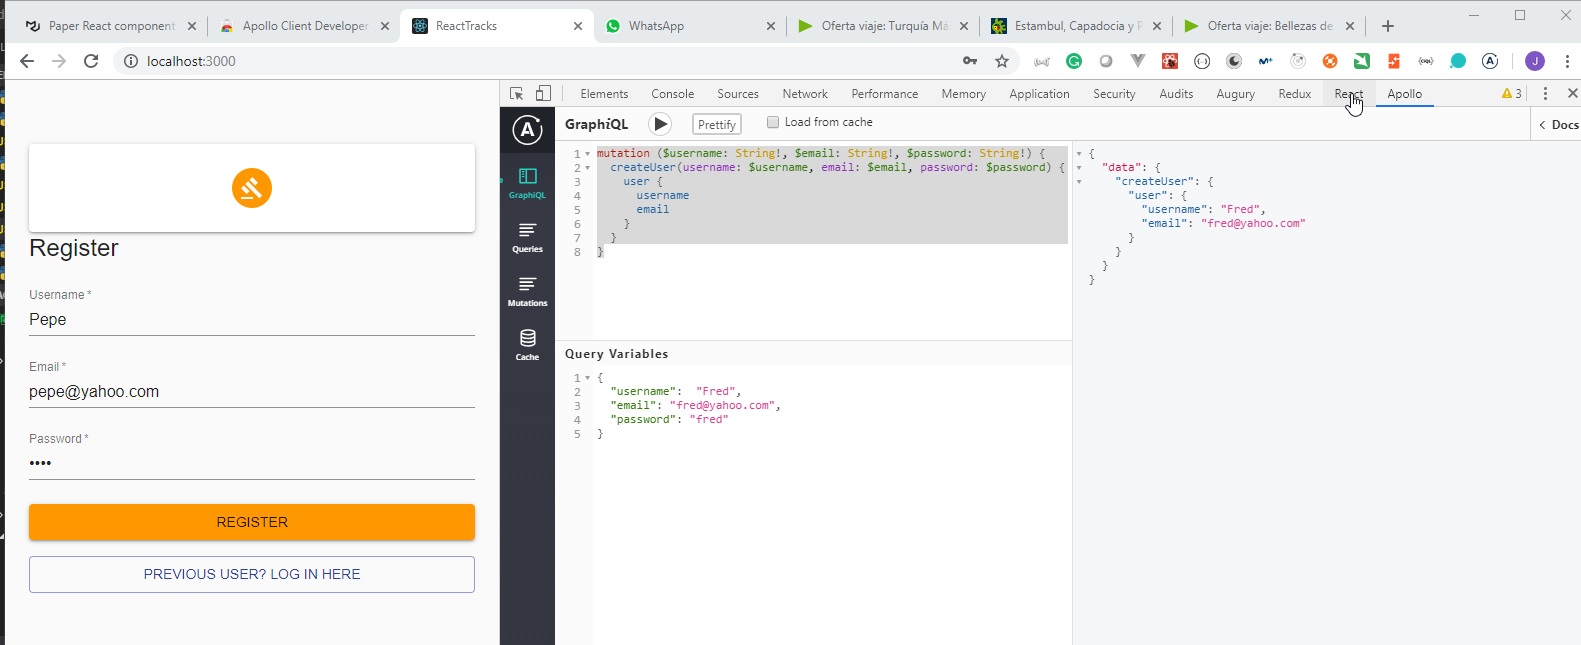 Paper React component
Apollo Client Developer
ReactTracks
WhatsApp
Oferta viaje: Turquía Má
Estambul, Capadocia y P
Oferta viaje: Bellezas de
localhost:3000
J
Elements Console Sources Network Performance Memory Application Security Audits Augury Redux React Apollo 3
GraphiQL Prettify Load from cache < Docs
GraphiQL
Queries
Mutations
Cache
Register
Username *
Pepe
Email *
pepe@yahoo.com
Password *
••••
REGISTER
PREVIOUS USER? LOG IN HERE
1 mutation ($username: String!, $email: String!, $password: String!) {
2 createUser(username: $username, email: $email, password: $password) {
3 user {
4 username
5 email
6 }
7 }
8 }
Query Variables
1 {
2 "username": "Fred",
3 "email": "fred@yahoo.com",
4 "password": "fred"
5 }
{
"data": {
"createUser": {
"user": {
"username": "Fred",
"email": "fred@yahoo.com"
}
}
}
}